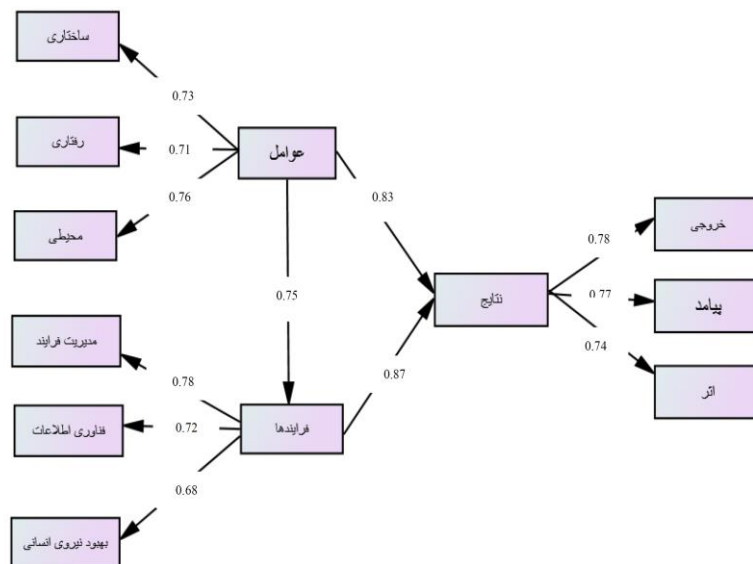 ساختاری
0.73
رفتاری
0.71
عوامل
محیطی
0.76
0.83
خروجی
0.78
نتایج
0.77
پیامد
0.75
0.74
مدیریت فرایند
0.78
0.87
اثر
فناوری اطلاعات
0.72
فرایندها
0.68
بهبود نیروی انسانی